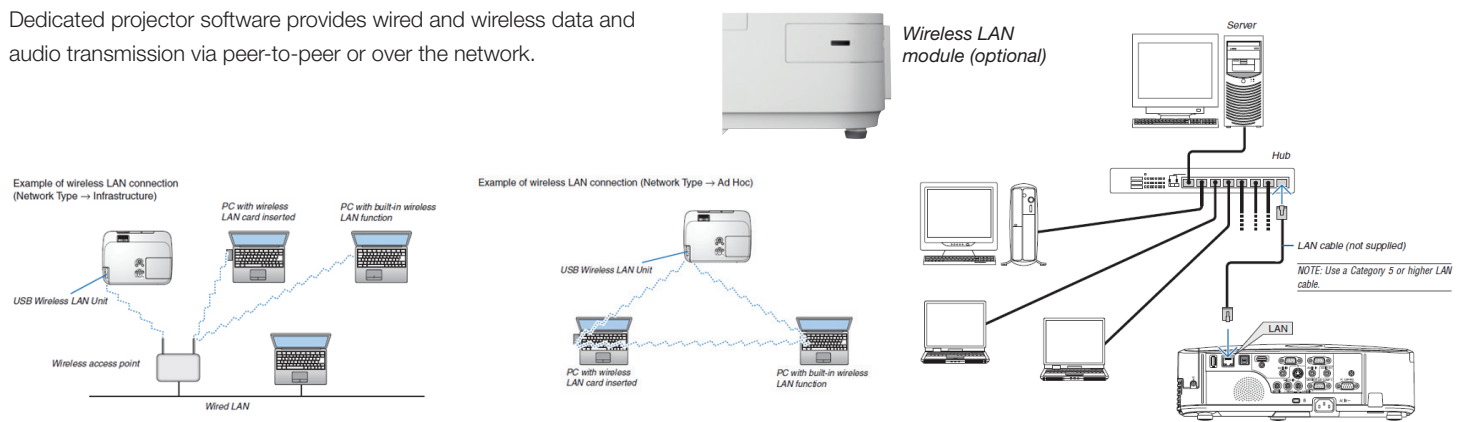 Dedicated projector software provides wired and wireless data and
audio transmission via peer-to-peer or over the network.
Wireless LAN
module (optional)
Example of wireless LAN connection
(Network Type → Infrastructure)
PC with wireless
LAN card inserted
PC with built-in wireless
LAN function
USB Wireless LAN Unit
Wireless access point
Wired LAN
Example of wireless LAN connection (Network Type → Ad Hoc)
USB Wireless LAN Unit
PC with wireless
LAN card inserted
PC with built-in wireless
LAN function
Server
Hub
LAN cable (not supplied)
NOTE: Use a Category 5 or higher LAN
cable.
LAN